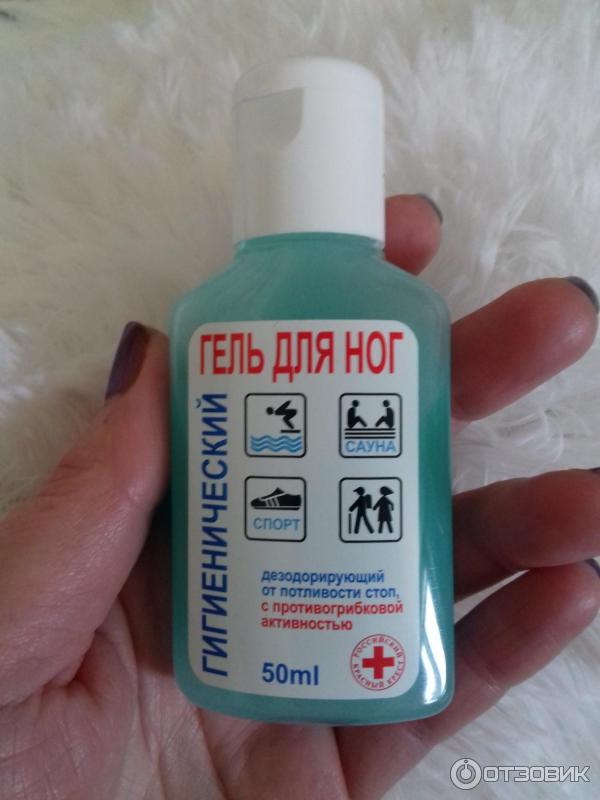 ГЕЛЬ ДЛЯ НОГ
ГИГИЕНИЧЕСКИЙ
САУНА
СПОРТ
дезодорирующий
от потливости стоп,
с противогрибковой
активностью
50ml
РОССИЙСКИЙ
КРАСНЫЙ КРЕСТ
ОТЗОВИК